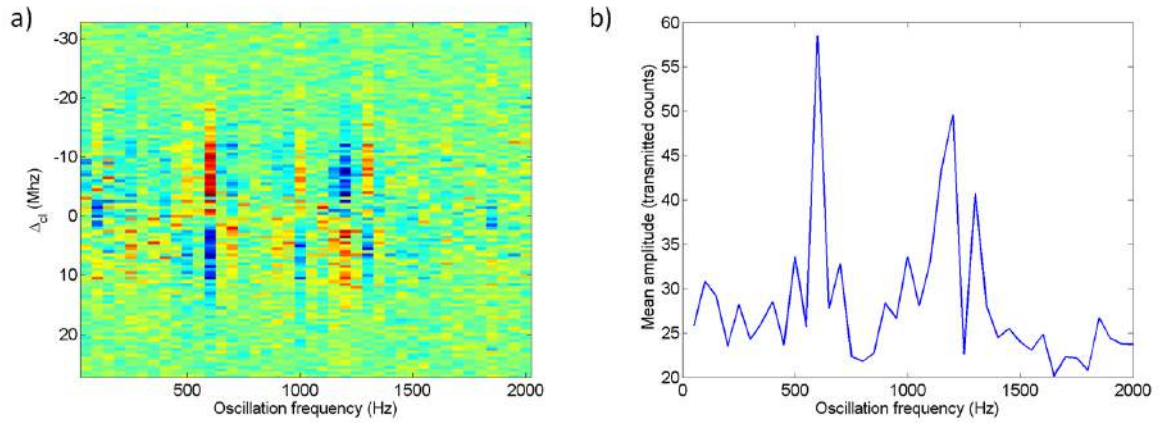 a)
-30
-20
-10
0
10
20
Δcl (Mhz)
500 1000 1500 2000
Oscillation frequency (Hz)
b)
60
55
50
45
40
35
30
25
20
Mean amplitude (transmitted counts)
0 500 1000 1500 2000
Oscillation frequency (Hz)